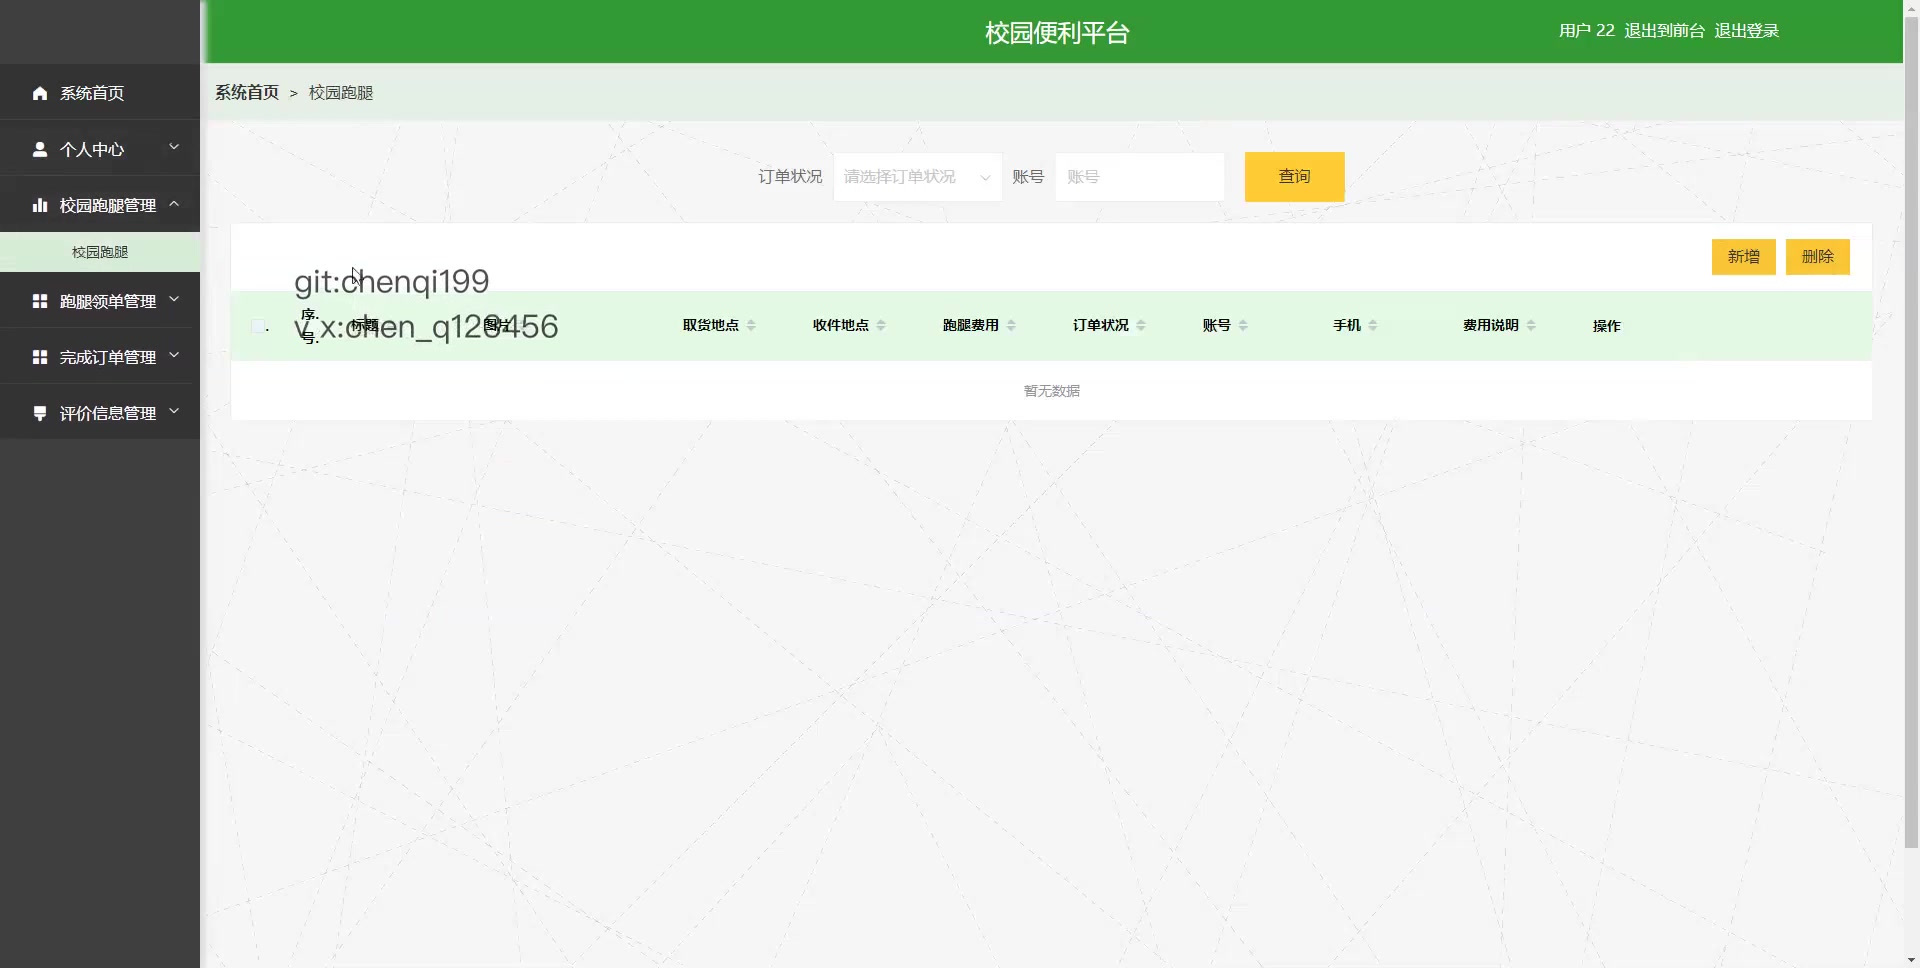 校园便利平台
用户 22 退出到前台 退出登录
系统首页
个人中心
校园跑腿管理
校园跑腿
跑腿领单管理
完成订单管理
评价信息管理
系统首页 > 校园跑腿
订单状况 请选择订单状况 账号 账号 查询
新增 删除
git:chenqi199
v.x:chen_q123456
序号 标题 图片 取货地点 收件地点 跑腿费用 订单状况 账号 手机 费用说明 操作
暂无数据